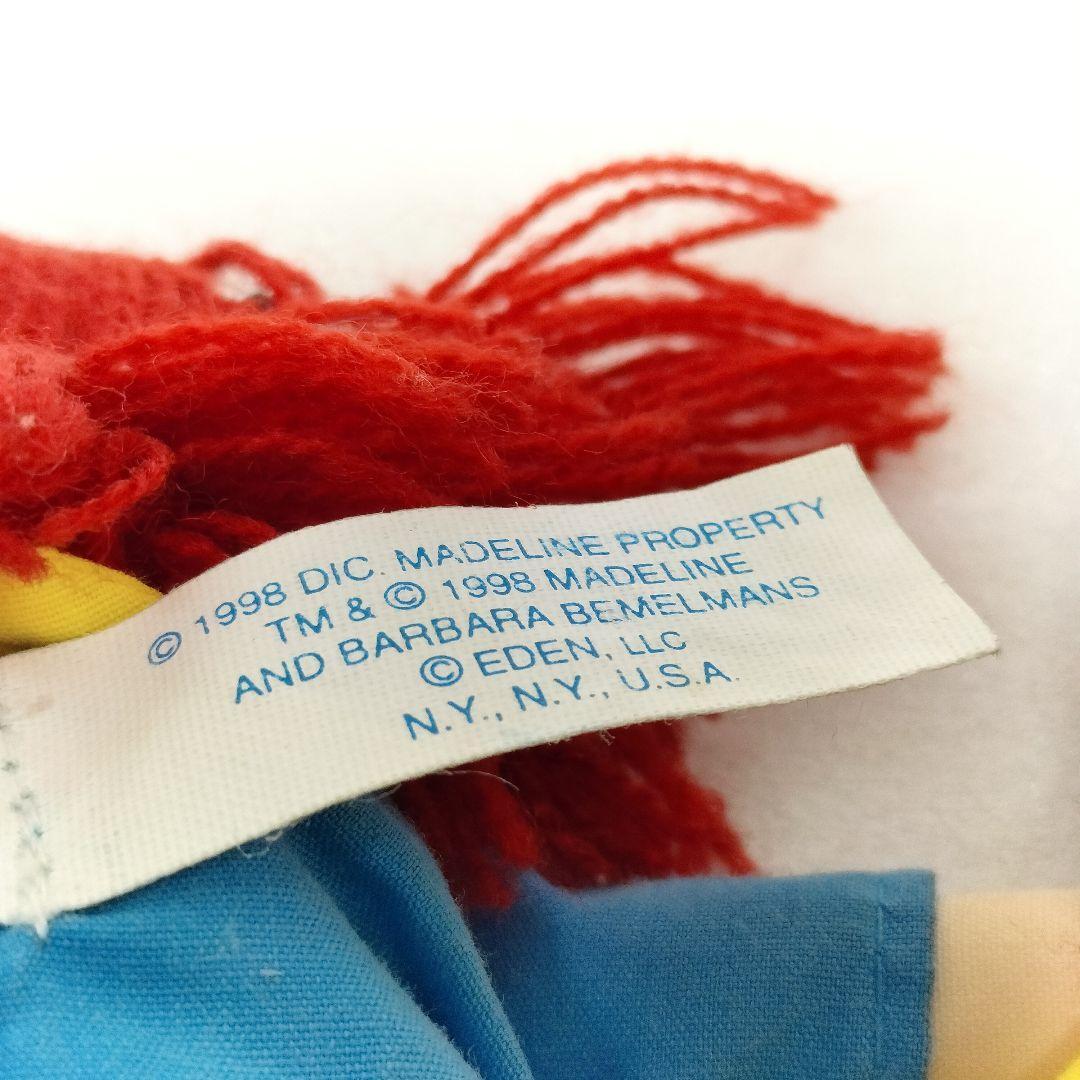 © 1998 DIC. MADELINE PROPERTY
TM & © 1998 MADELINE
AND BARBARA BEMELMANS
© EDEN, LLC
N.Y., N.Y., U.S.A.